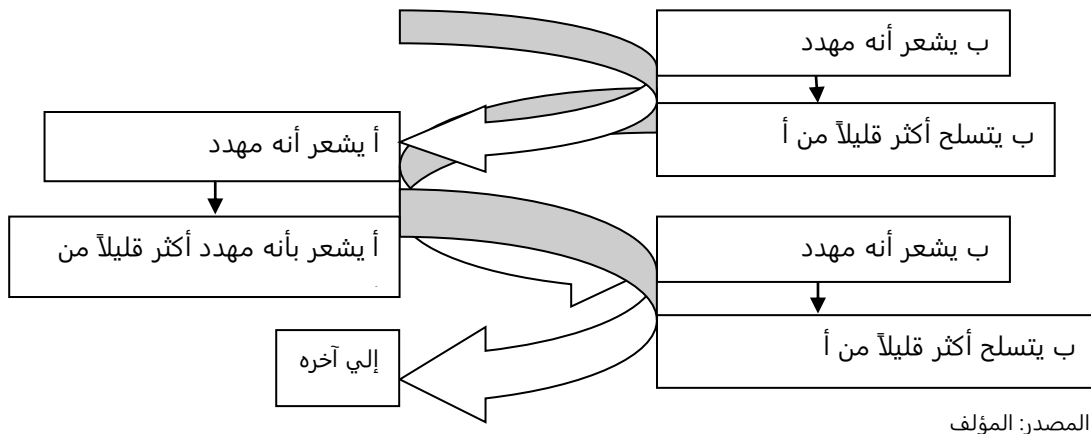 ب يشعر أنه مهدد
ب يتسلح أكثر قليلاً من أ
أ يشعر أنه مهدد
أ يشعر بأنه مهدد أكثر قليلاً من
ب يشعر أنه مهدد
ب يتسلح أكثر قليلاً من أ
إلي آخره
المصدر: المؤلف